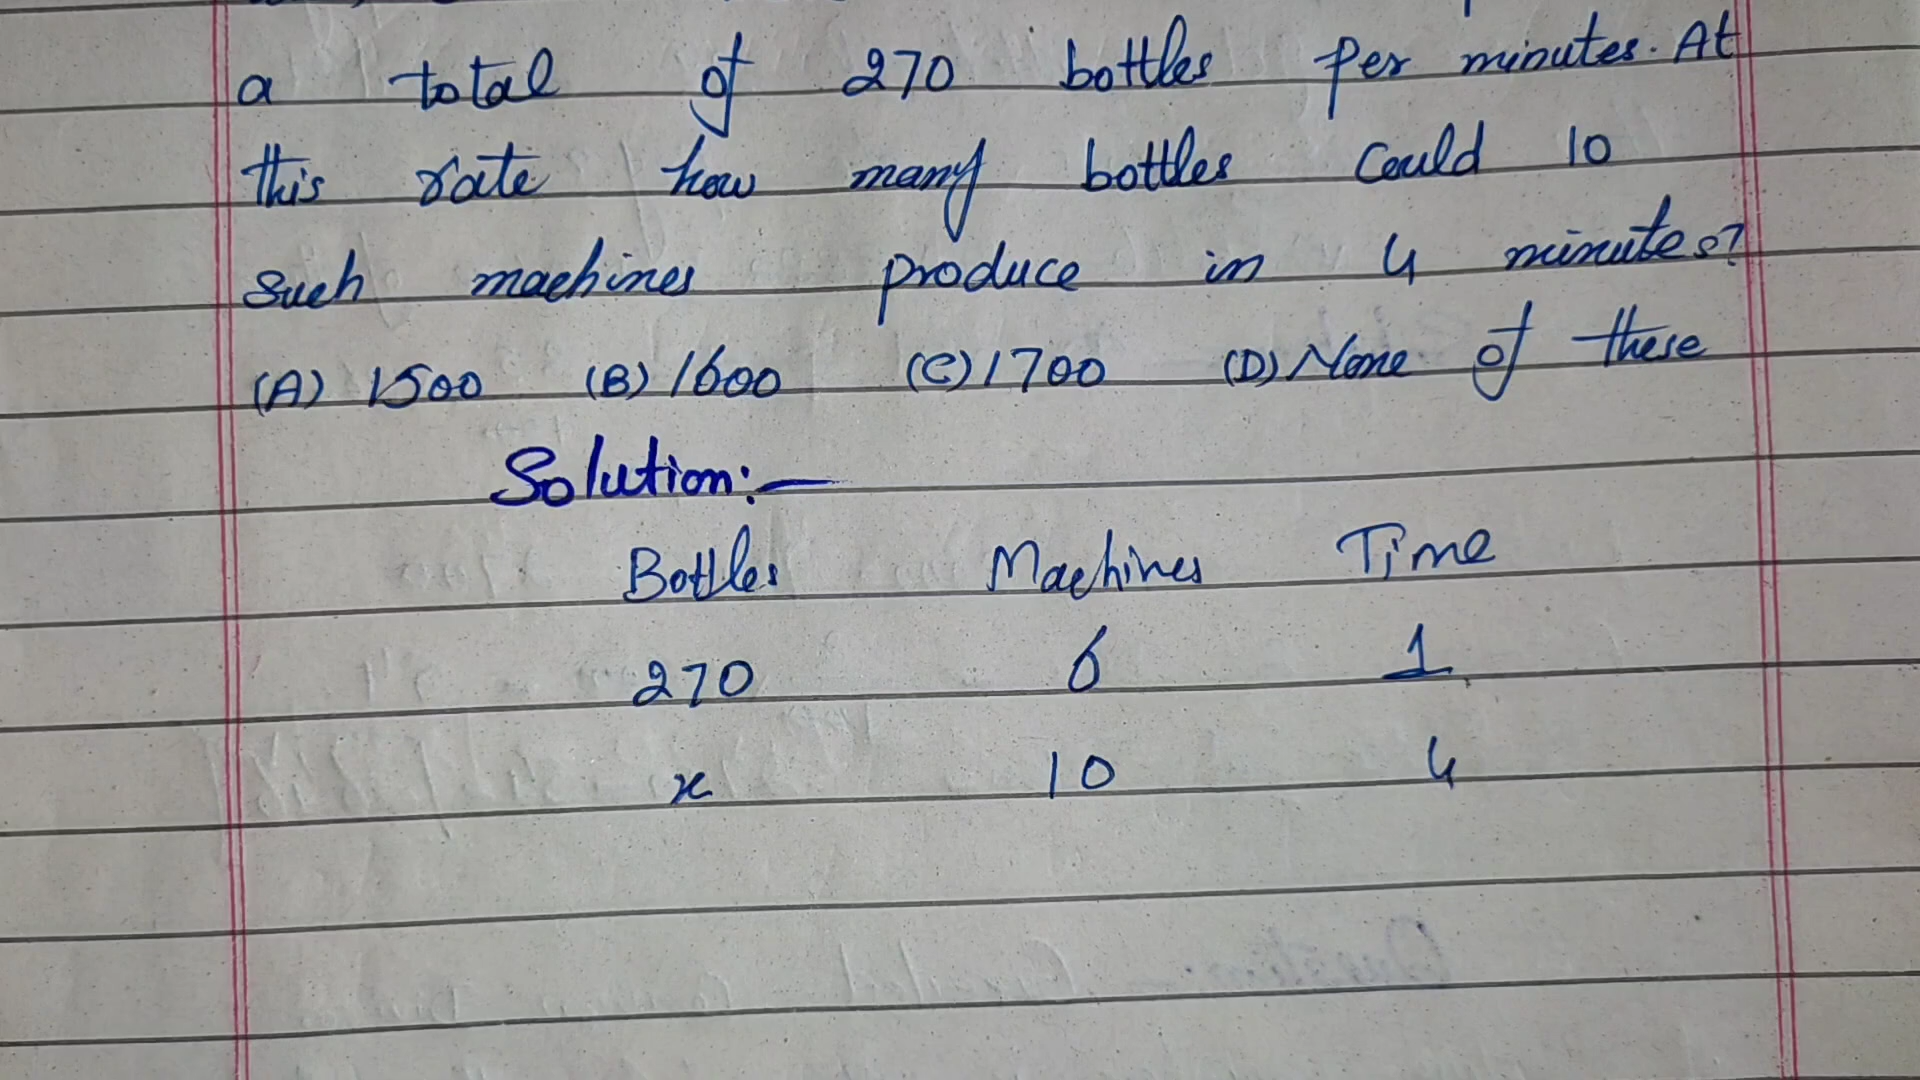 a total of 270 bottles per minutes. At
this rate how many bottles Could 10
Such machines produce in 4 minutes?
(A) 1500 (B) 1600 (C) 1700 (D) None of these
Solution:—
Bottles Machines Time
270 6 1
x 10 4